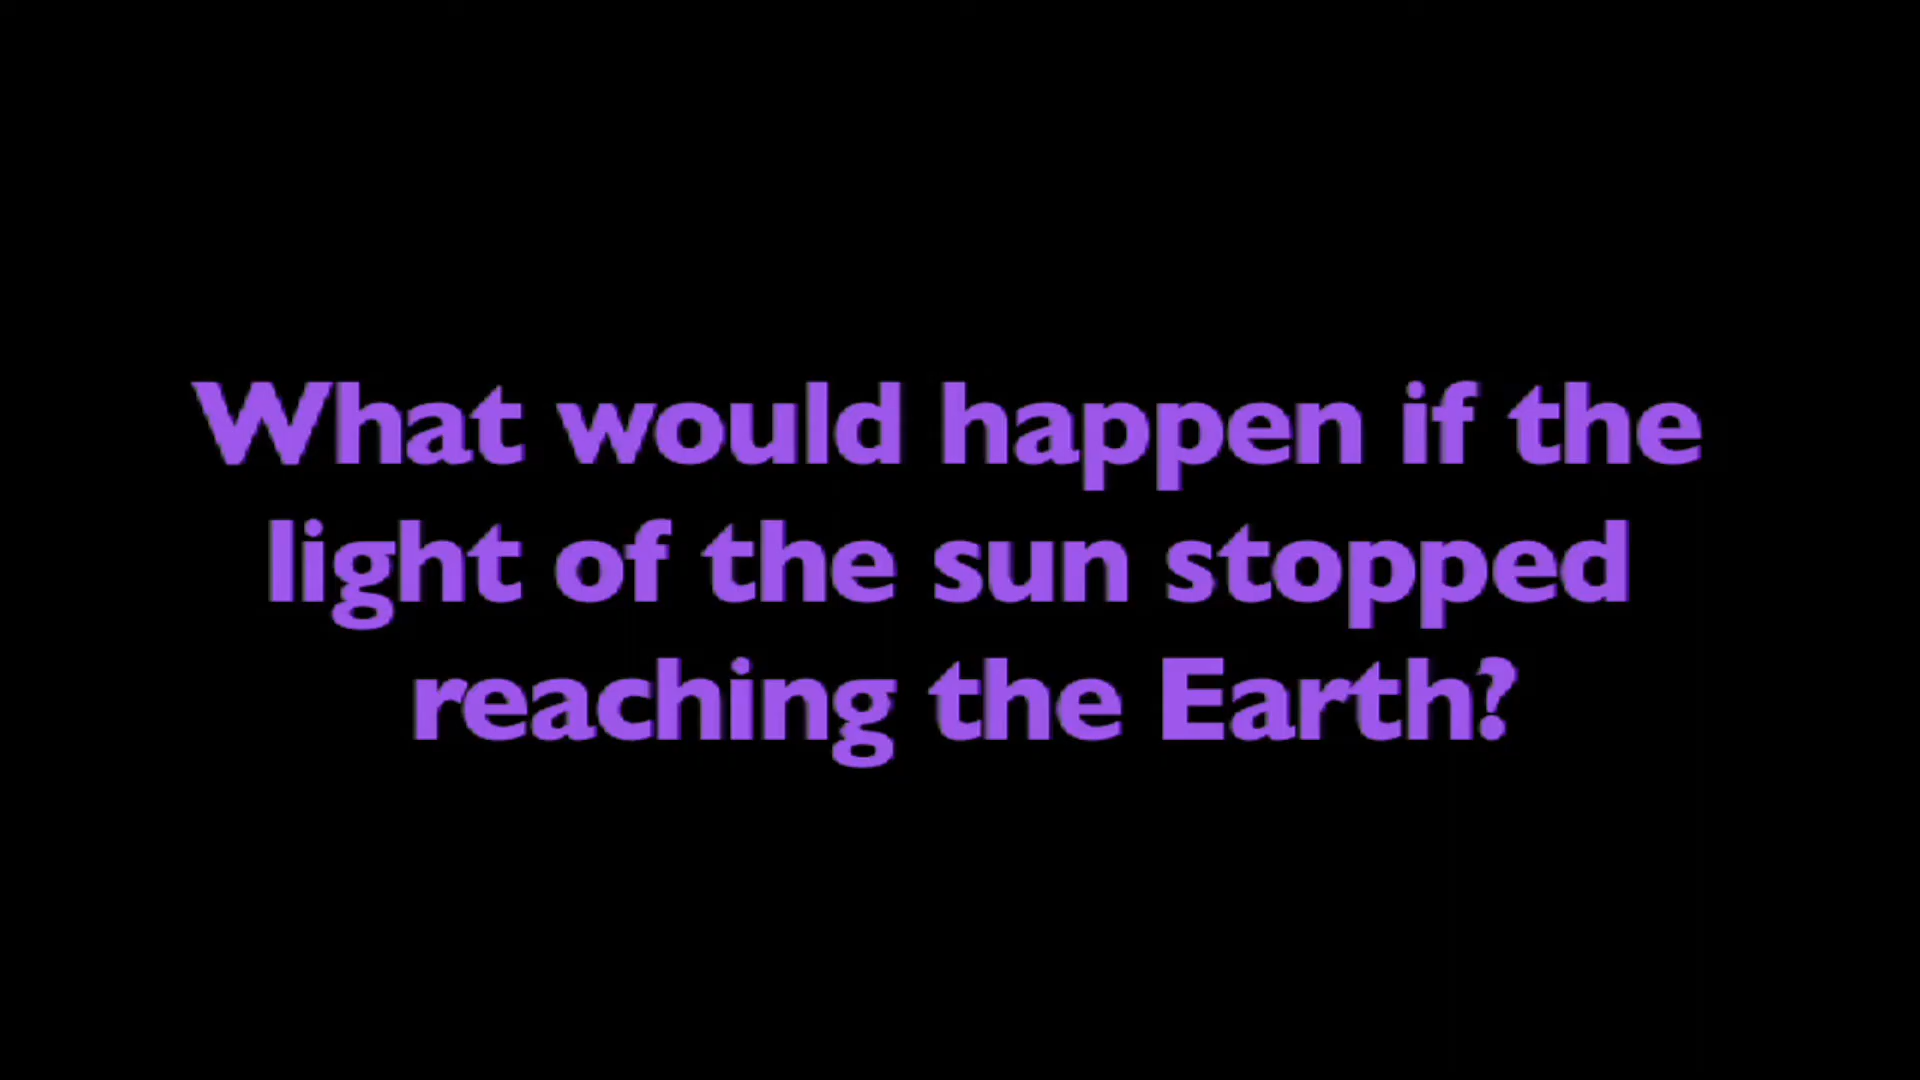 What would happen if the
light of the sun stopped
reaching the Earth?